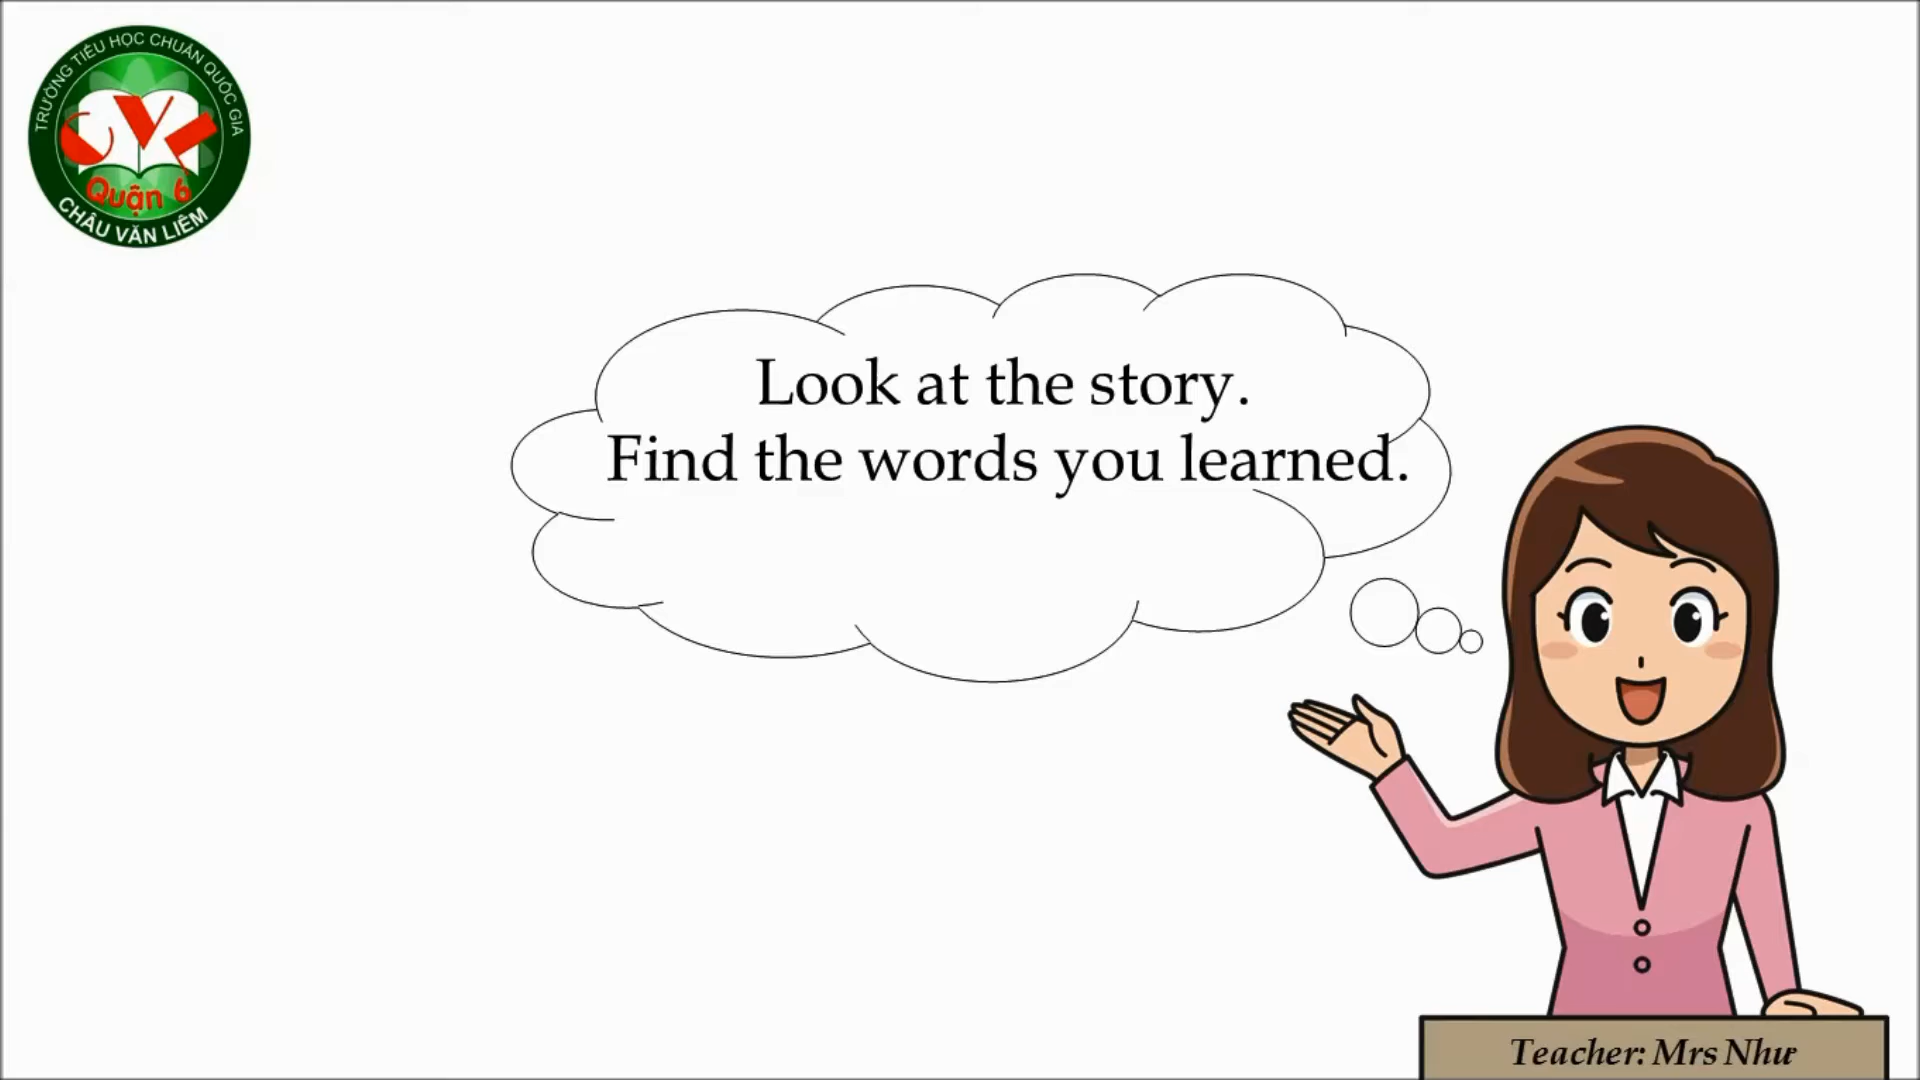 TRƯỜNG TIỂU HỌC CHUẨN QUỐC GIA
CVL
Quận 6
CHÂU VĂN LIÊM
Look at the story.
Find the words you learned.
Teacher: Mrs Như